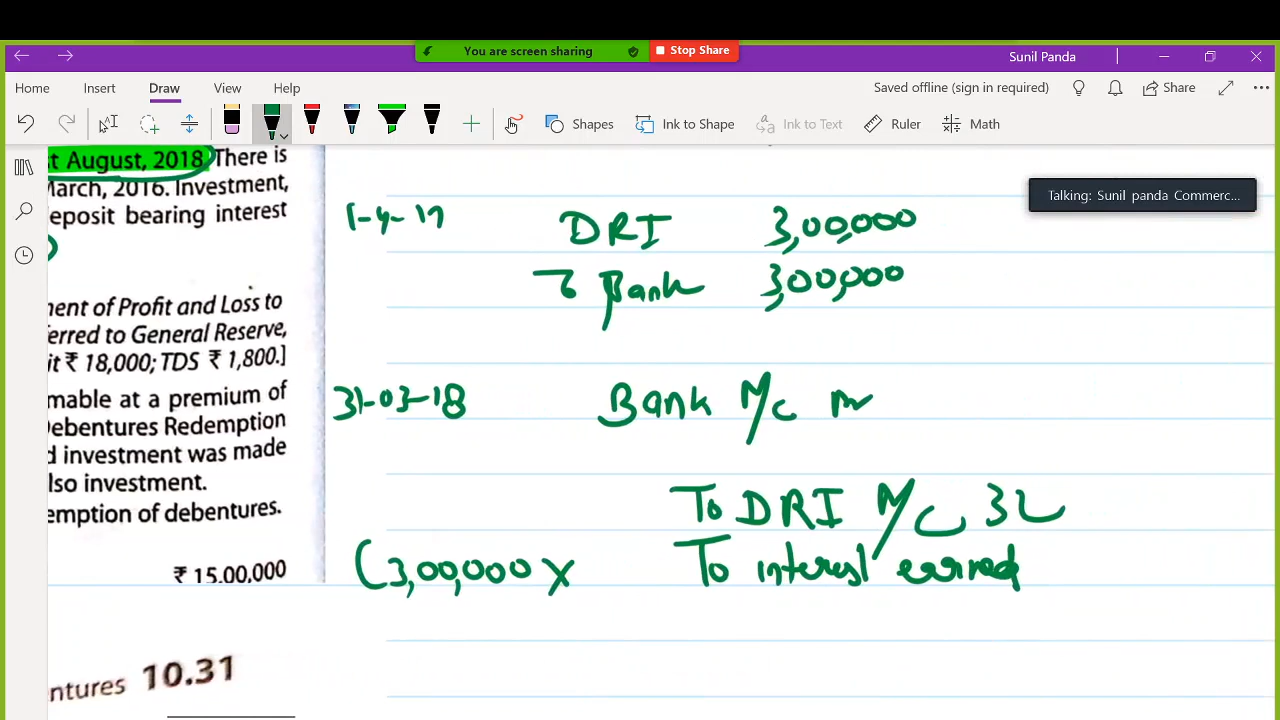 You are screen sharing
Stop Share
Sunil Panda
Home Insert Draw View Help
Saved offline (sign in required)
Share
Shapes
Ink to Shape
Ink to Text
Ruler
Math
Talking: Sunil panda Commerc...
st August, 2018. There is
March, 2016. Investment,
eposit bearing interest
nent of Profit and Loss to
erred to General Reserve,
it ₹ 18,000; TDS ₹ 1,800.]
mable at a premium of
Debentures Redemption
d investment was made
lso investment.
emption of debentures.
₹ 15,00,000
ntures 10.31
1-4-17 DRI 3,00,000
To Bank 3,00,000
31-03-18 Bank A/c
To DRI A/c 3L
(3,00,000 X To interest